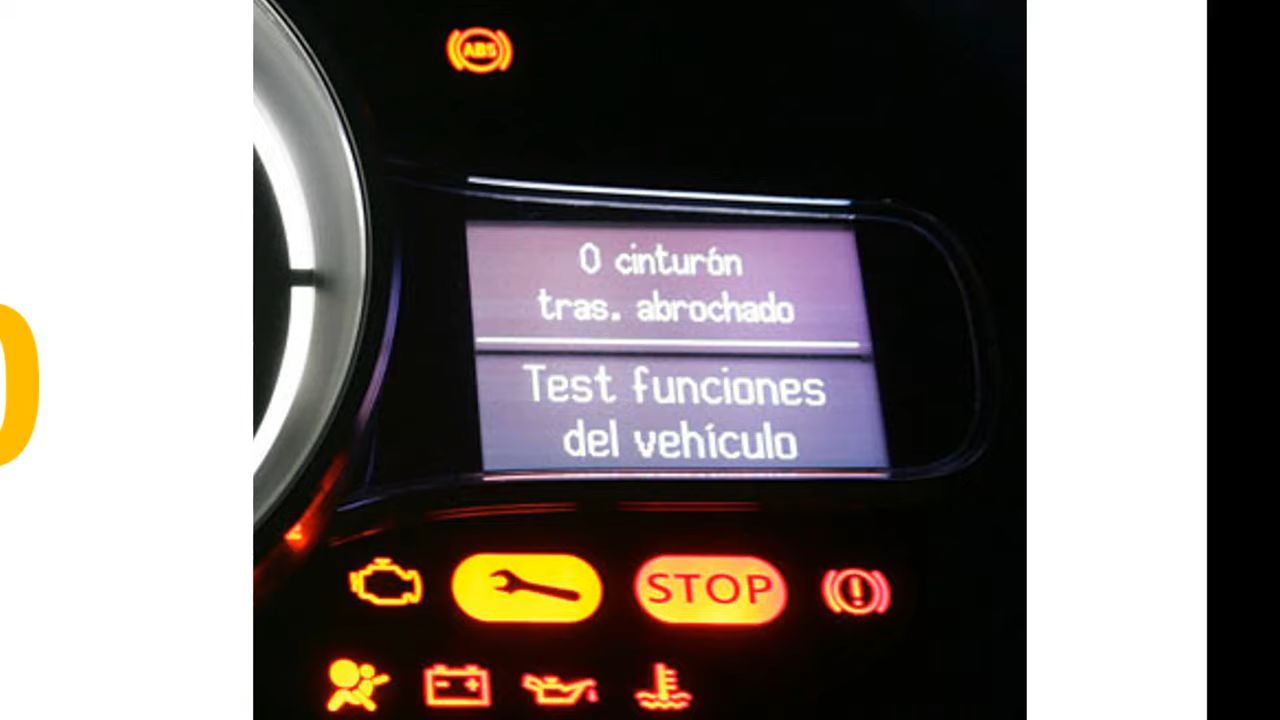 ABS
0 cinturón
tras. abrochado
Test funciones
del vehículo
STOP